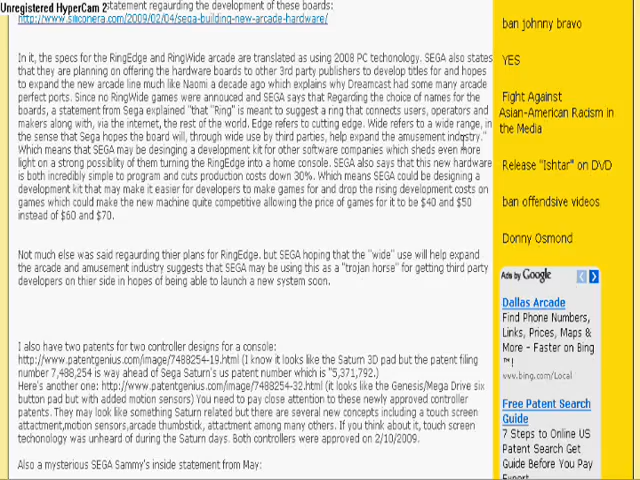 Unregistered HyperCam 2
statement regaurding the development of these boards:
http://www.siliconera.com/2009/02/04/sega-building-new-arcade-hardware/
In it, the specs for the RingEdge and RingWide arcade are translated as using 2008 PC techonology. SEGA also states
that they are planning on offering the hardware boards to other 3rd party publishers to develop titles for and hopes
to expand the new arcade line much like Naomi a decade ago which explains why Dreamcast had some many arcade
perfect ports. Since no RingWide games were annouced and SEGA says that Regarding the choice of names for the
boards, a statement from Sega explained "that "Ring" is meant to suggest a ring that connects users, operators and
makers along with, via the internet, the rest of the world. Edge refers to cutting edge. Wide refers to a wide range, in
the sense that Sega hopes the board will, through wide use by third parties, help expand the amusement industry."
Which means that SEGA may be desinging a development kit for other software companies which sheds even more
light on a strong possiblity of them turning the RingEdge into a home console. SEGA also says that this new hardware
is both incredibly simple to program and cuts production costs down 30%. Which means SEGA could be designing a
development kit that may make it easier for developers to make games for and drop the rising development costs on
games which could make the new machine quite competitive allowing the price of games for it to be $40 and $50
instead of $60 and $70.
Not much else was said regaurding thier plans for RingEdge. but SEGA hoping that the "wide" use will help expand
the arcade and amusement industry suggests that SEGA may be using this as a "trojan horse" for getting third party
developers on thier side in hopes of being able to launch a new system soon.
I also have two patents for two controller designs for a console:
http://www.patentgenius.com/image/7488254-19.html (I know it looks like the Saturn 3D pad but the patent filing
number 7,488,254 is way ahead of Sega Saturn's us patent number which is "5,371,792.)
Here's another one: http://www.patentgenius.com/image/7488254-32.html (it looks like the Genesis/Mega Drive six
button pad but with added motion sensors) You need to pay close attention to these newly approved controller
patents. They may look like something Saturn related but there are several new concepts including a touch screen
attactment,motion sensors,arcade thumbstick, attactment among many others. If you think about it, touch screen
techonology was unheard of during the Saturn days. Both controllers were approved on 2/10/2009.
Also a mysterious SEGA Sammy's inside statement from May:
ban johnny bravo
YES
Fight Against
Asian-American Racism in
the Media
Release "Ishtar" on DVD
ban offensive videos
Donny Osmond
Ads by Google
Dallas Arcade
Find Phone Numbers,
Links, Prices, Maps &
More - Faster on Bing
™!
www.bing.com/Local
Free Patent Search
Guide
7 Steps to Online US
Patent Search Get
Guide Before You Pay
Expert